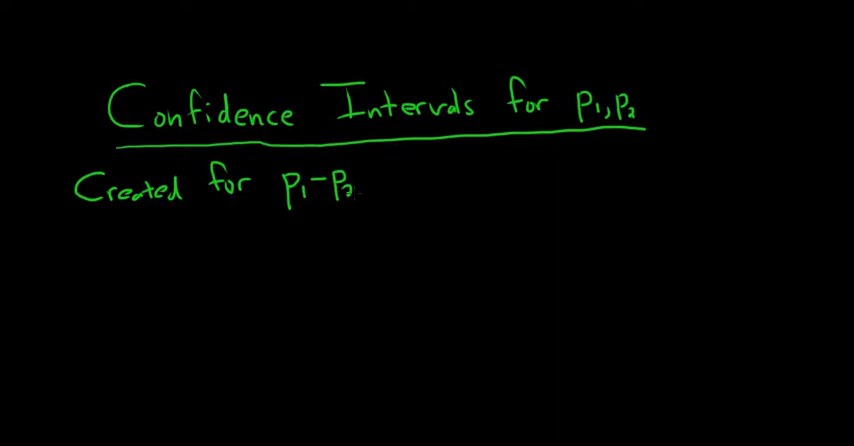 Confidence Intervals for p₁, p₂
Created for p₁-p₂